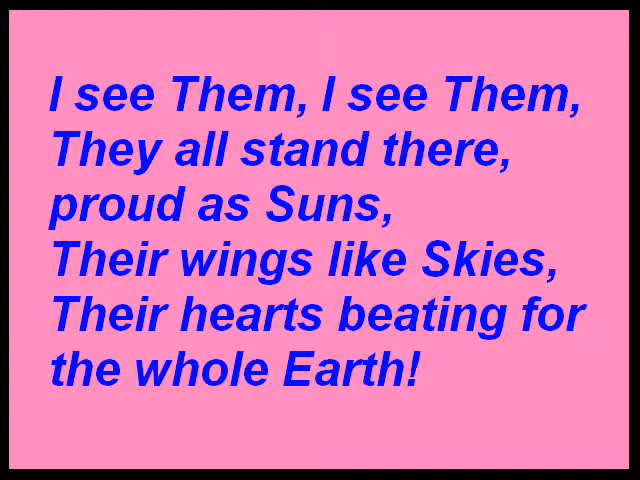 I see Them, I see Them,
They all stand there,
proud as Suns,
Their wings like Skies,
Their hearts beating for
the whole Earth!